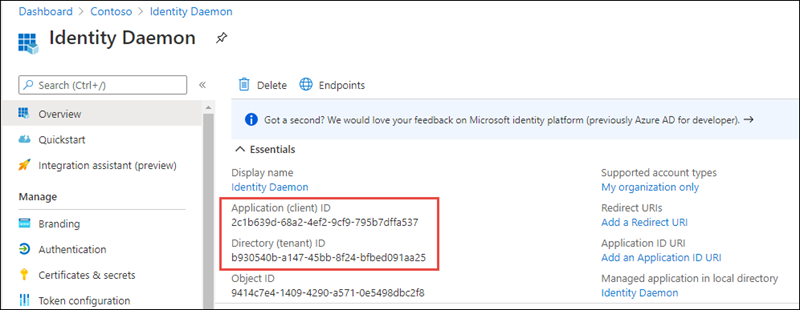 Dashboard > Contoso > Identity Daemon
Identity Daemon
Search (Ctrl+/)
«
Overview
Quickstart
Integration assistant (preview)
Manage
Branding
Authentication
Certificates & secrets
Token configuration
Delete Endpoints
Got a second? We would love your feedback on Microsoft identity platform (previously Azure AD for developer). →
Essentials
Display name
Identity Daemon
Application (client) ID
2c1b639d-68a2-4ef2-9cf9-795b7dffa537
Directory (tenant) ID
b930540b-a147-45bb-8f24-bfbed091aa25
Object ID
9414c7e4-1409-4290-a571-0e5498dbc2f8
Supported account types
My organization only
Redirect URIs
Add a Redirect URI
Application ID URI
Add an Application ID URI
Managed application in local directory
Identity Daemon